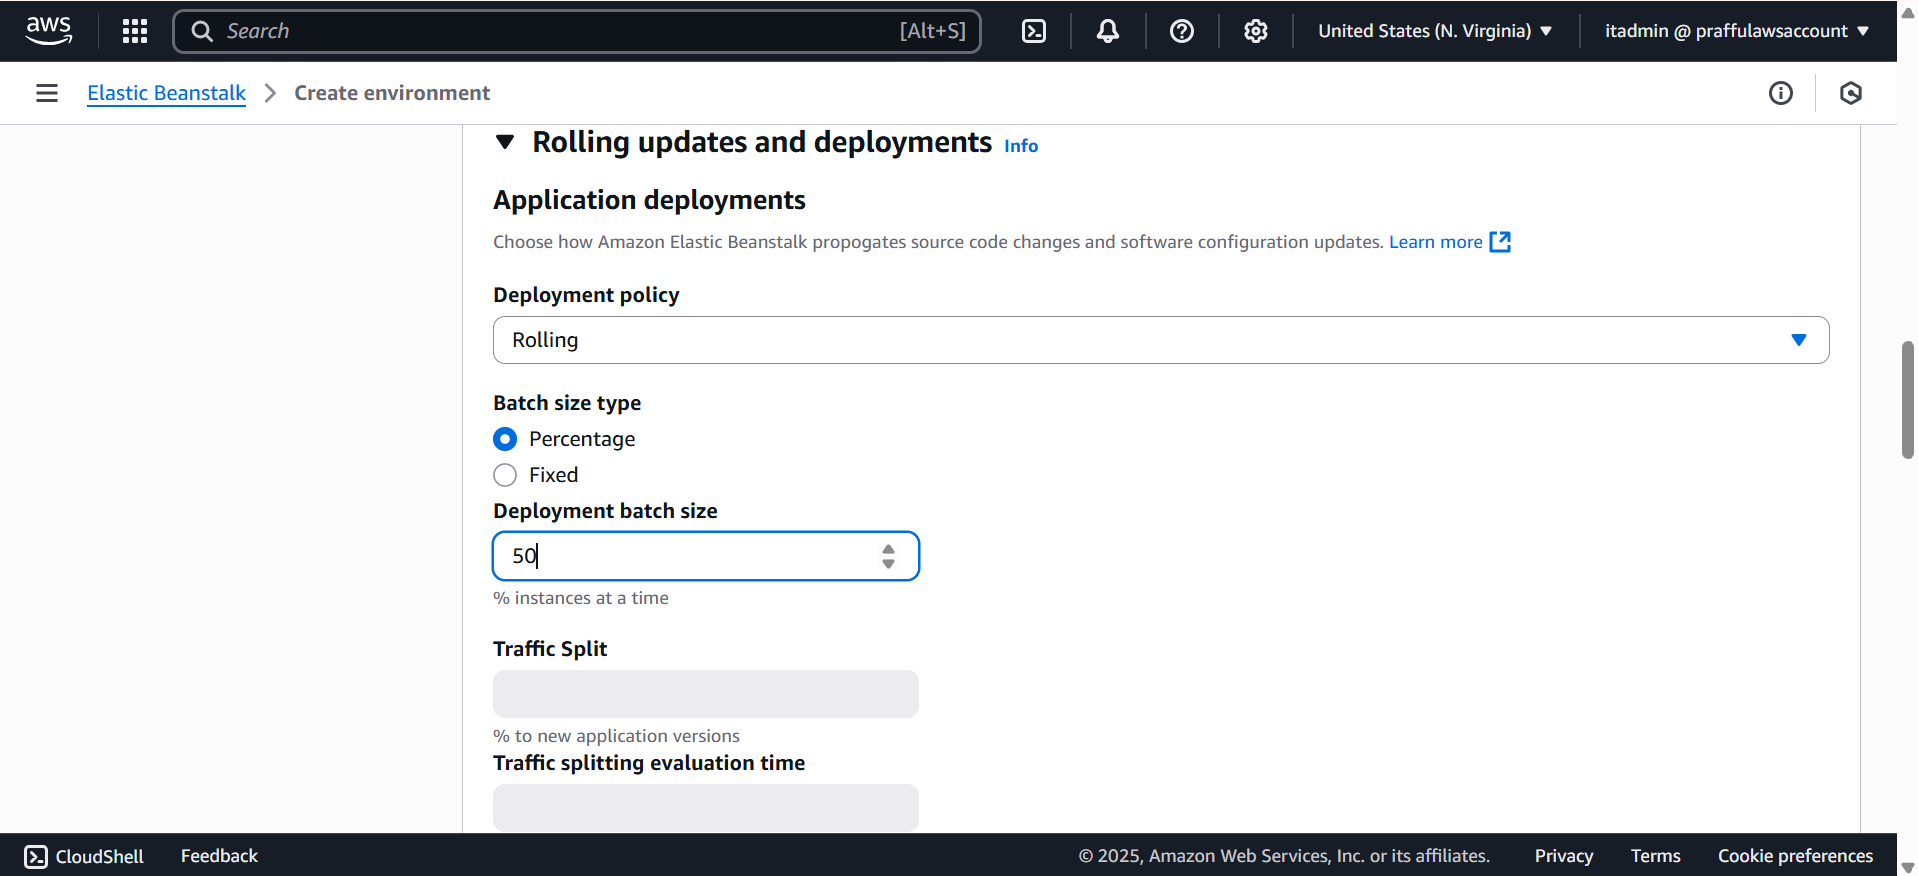 aws Search [Alt+S] United States (N. Virginia) itadmin @ praffulawsaccount
Elastic Beanstalk Create environment
Rolling updates and deployments Info
Application deployments
Choose how Amazon Elastic Beanstalk propogates source code changes and software configuration updates. Learn more
Deployment policy
Rolling
Batch size type
Percentage
Fixed
Deployment batch size
50
% instances at a time
Traffic Split
% to new application versions
Traffic splitting evaluation time
CloudShell Feedback © 2025, Amazon Web Services, Inc. or its affiliates. Privacy Terms Cookie preferences